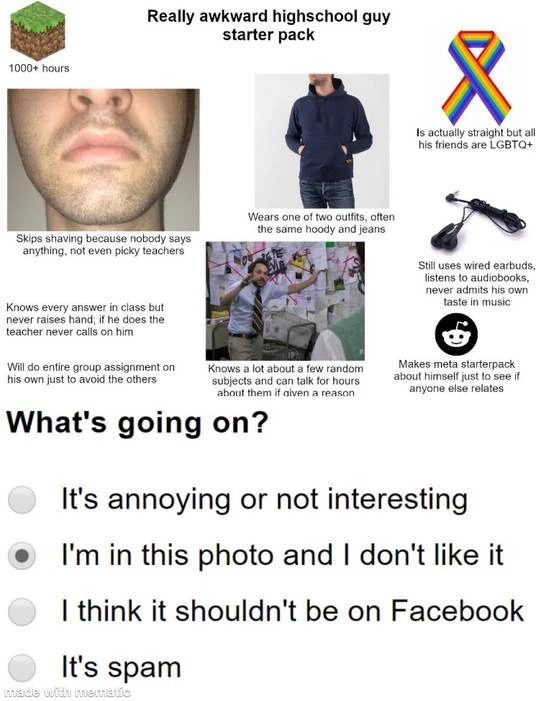 Really awkward highschool guy
starter pack
1000+ hours
Is actually straight but all
his friends are LGBTQ+
Wears one of two outfits, often
the same hoody and jeans
Skips shaving because nobody says
anything, not even picky teachers
Still uses wired earbuds,
listens to audiobooks,
never admits his own
taste in music
Knows every answer in class but
never raises hand; if he does the
teacher never calls on him
Will do entire group assignment on
his own just to avoid the others
Knows a lot about a few random
subjects and can talk for hours
about them if given a reason
Makes meta starterpack
about himself just to see if
anyone else relates
What's going on?
It's annoying or not interesting
I'm in this photo and I don't like it
I think it shouldn't be on Facebook
It's spam
made with mematic